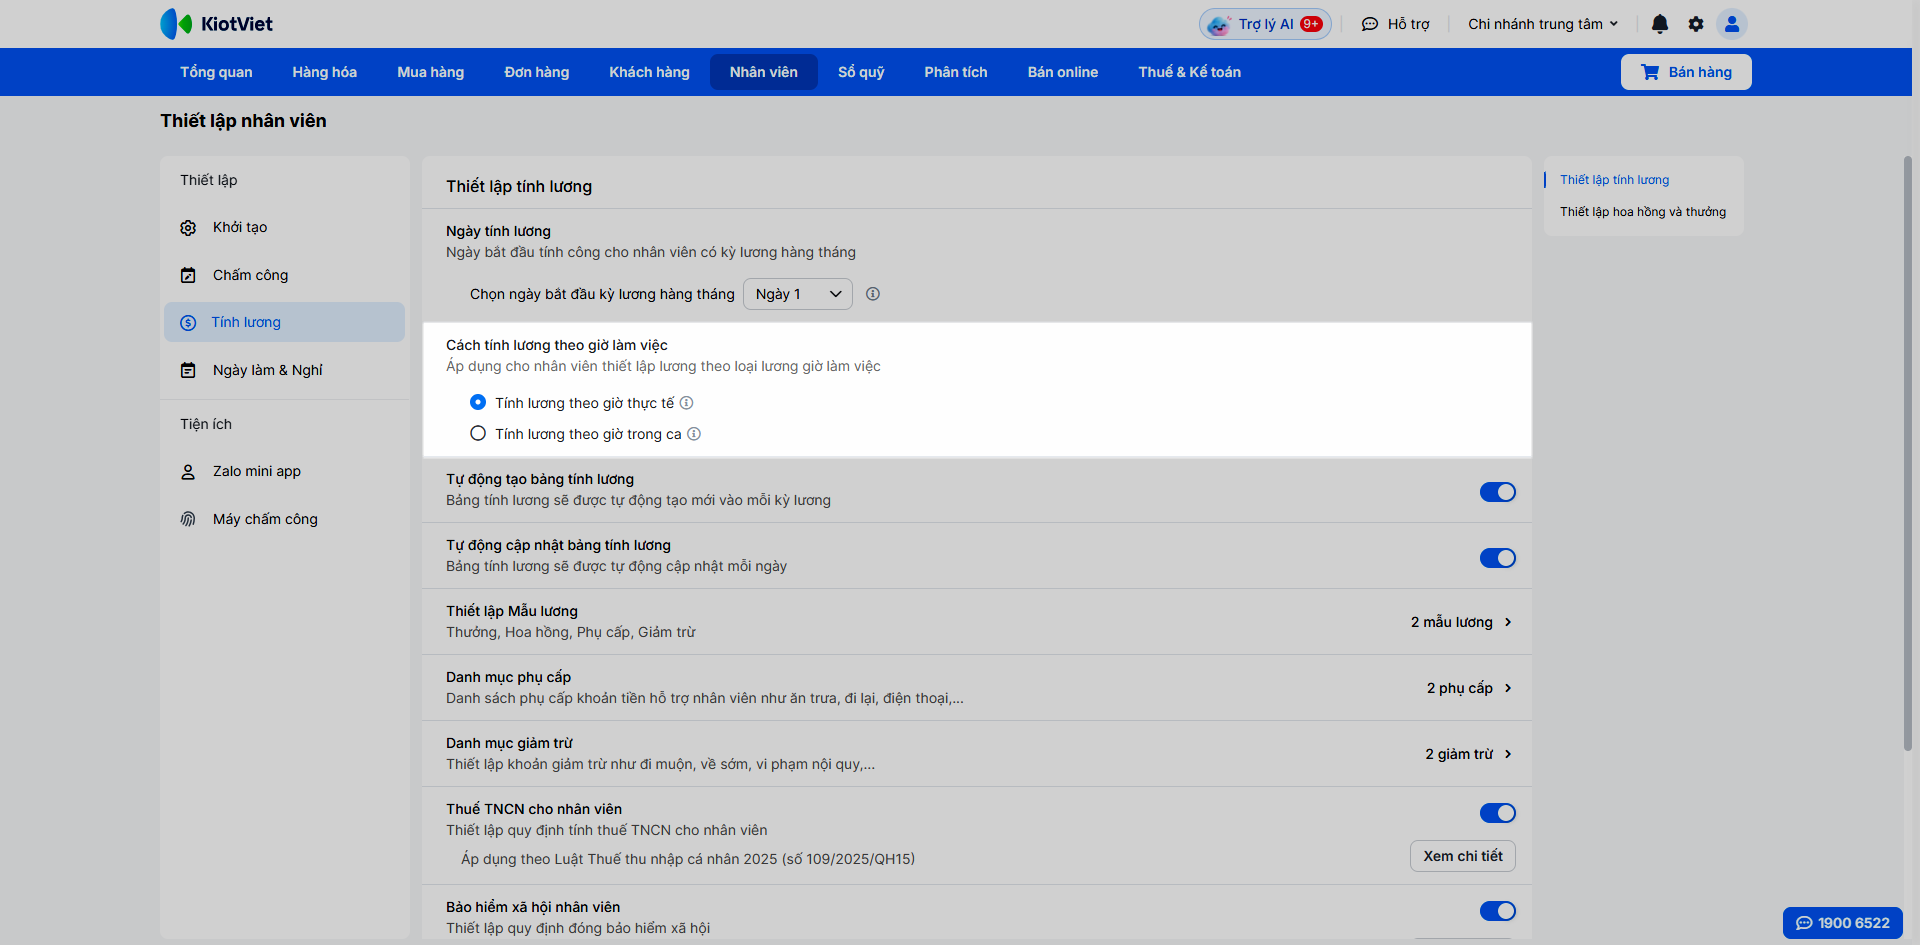 KiotViet
Trợ lý AI 9+
Hỗ trợ
Chi nhánh trung tâm
Tổng quan
Hàng hóa
Mua hàng
Đơn hàng
Khách hàng
Nhân viên
Sổ quỹ
Phân tích
Bán online
Thuế & Kế toán
Bán hàng
Thiết lập nhân viên
Thiết lập
Khởi tạo
Chấm công
Tính lương
Ngày làm & Nghỉ
Tiện ích
Zalo mini app
Máy chấm công
Thiết lập tính lương
Ngày tính lương
Ngày bắt đầu tính công cho nhân viên có kỳ lương hàng tháng
Chọn ngày bắt đầu kỳ lương hàng tháng
Ngày 1
Cách tính lương theo giờ làm việc
Áp dụng cho nhân viên thiết lập lương theo loại lương giờ làm việc
Tính lương theo giờ thực tế
Tính lương theo giờ trong ca
Tự động tạo bảng tính lương
Bảng tính lương sẽ được tự động tạo mới vào mỗi kỳ lương
Tự động cập nhật bảng tính lương
Bảng tính lương sẽ được tự động cập nhật mỗi ngày
Thiết lập Mẫu lương
Thưởng, Hoa hồng, Phụ cấp, Giảm trừ
2 mẫu lương
Danh mục phụ cấp
Danh sách phụ cấp khoản tiền hỗ trợ nhân viên như ăn trưa, đi lại, điện thoại,...
2 phụ cấp
Danh mục giảm trừ
Thiết lập khoản giảm trừ như đi muộn, về sớm, vi phạm nội quy,...
2 giảm trừ
Thuế TNCN cho nhân viên
Thiết lập quy định tính thuế TNCN cho nhân viên
Áp dụng theo Luật Thuế thu nhập cá nhân 2025 (số 109/2025/QH15)
Xem chi tiết
Bảo hiểm xã hội nhân viên
Thiết lập quy định đóng bảo hiểm xã hội
Thiết lập tính lương
Thiết lập hoa hồng và thưởng
1900 6522